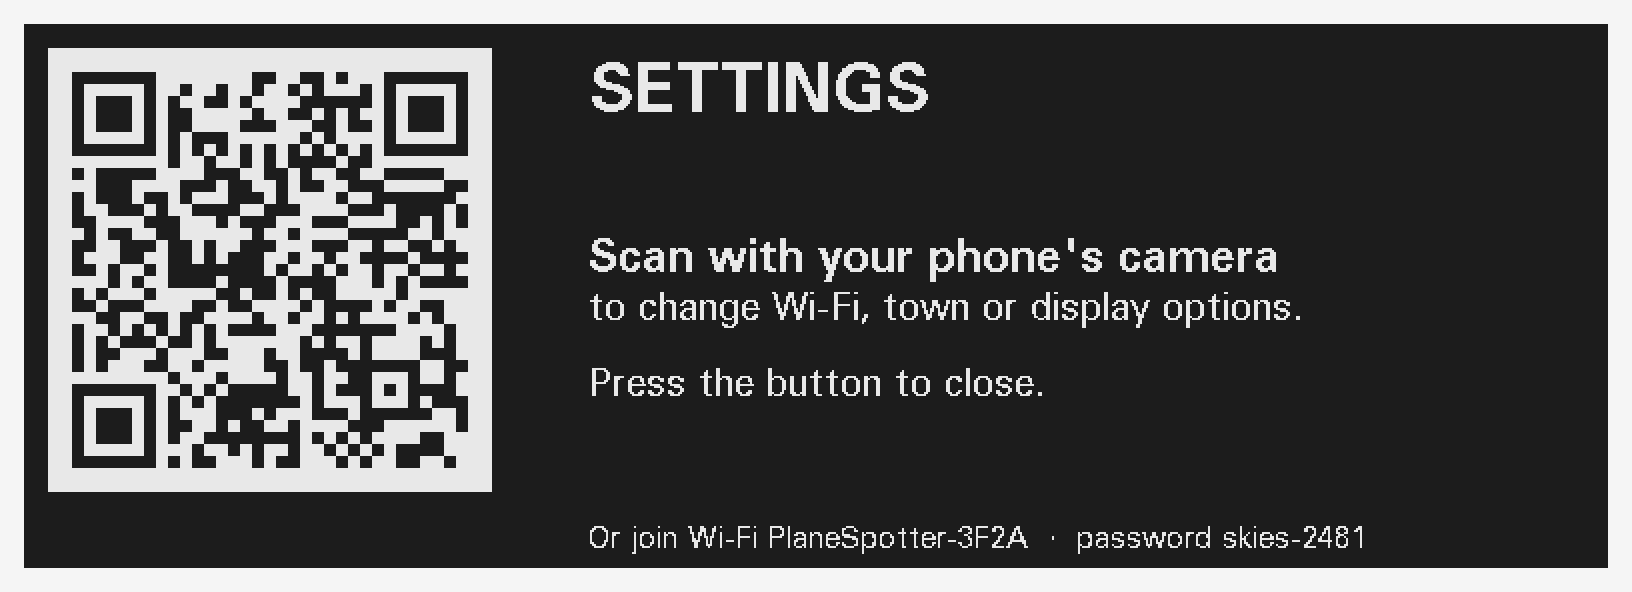 SETTINGS
Scan with your phone's camera
to change Wi-Fi, town or display options.
Press the button to close.
Or join Wi-Fi PlaneSpotter-3F2A · password skies-2481